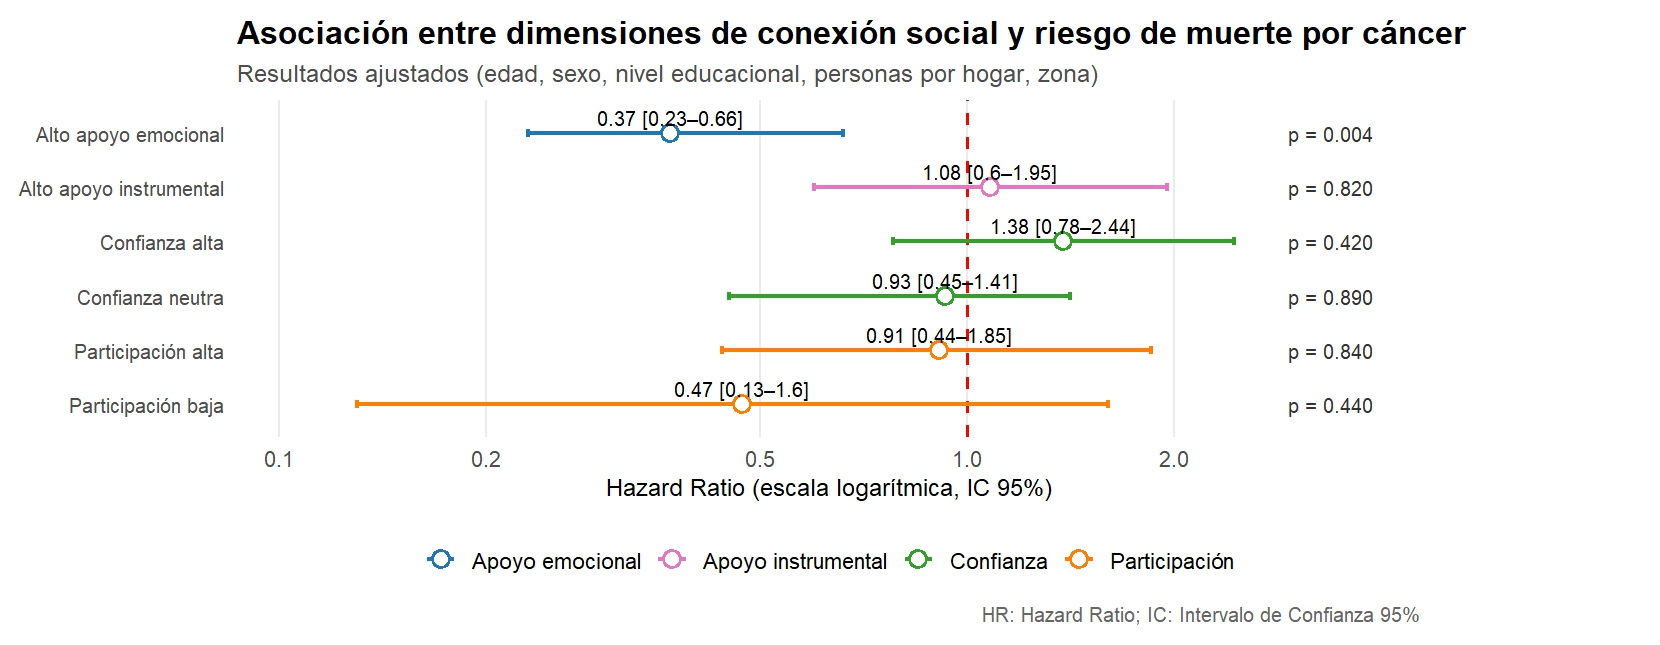 Asociación entre dimensiones de conexión social y riesgo de muerte por cáncer
Resultados ajustados (edad, sexo, nivel educacional, personas por hogar, zona)
Alto apoyo emocional 0.37 [0.23–0.66] p = 0.004
Alto apoyo instrumental 1.08 [0.6–1.95] p = 0.820
Confianza alta 1.38 [0.78–2.44] p = 0.420
Confianza neutra 0.93 [0.45–1.41] p = 0.890
Participación alta 0.91 [0.44–1.85] p = 0.840
Participación baja 0.47 [0.13–1.6] p = 0.440
0.1 0.2 0.5 1.0 2.0
Hazard Ratio (escala logarítmica, IC 95%)
Apoyo emocional Apoyo instrumental Confianza Participación
HR: Hazard Ratio; IC: Intervalo de Confianza 95%